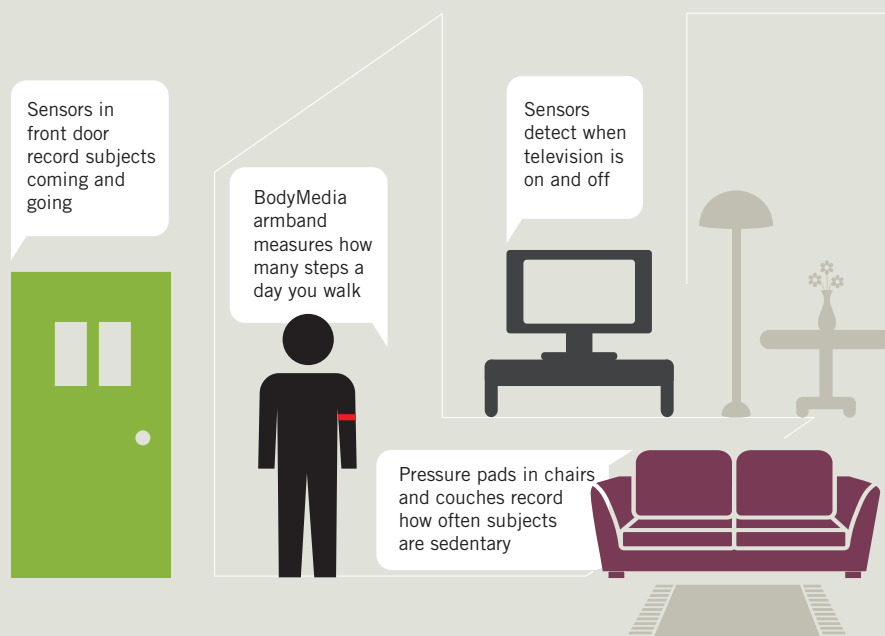 Sensors in
front door
record subjects
coming and
going
BodyMedia
armband
measures how
many steps a
day you walk
Sensors
detect when
television is
on and off
Pressure pads in chairs
and couches record
how often subjects
are sedentary